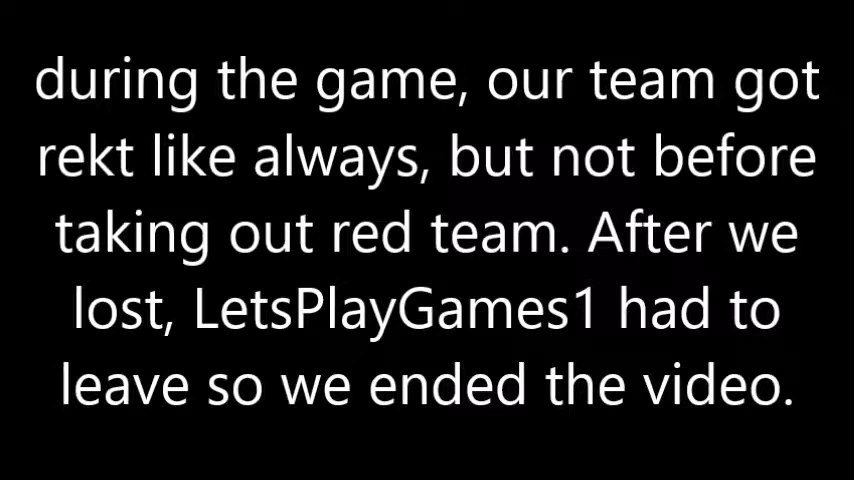 during the game, our team got
rekt like always, but not before
taking out red team. After we
lost, LetsPlayGames1 had to
leave so we ended the video.